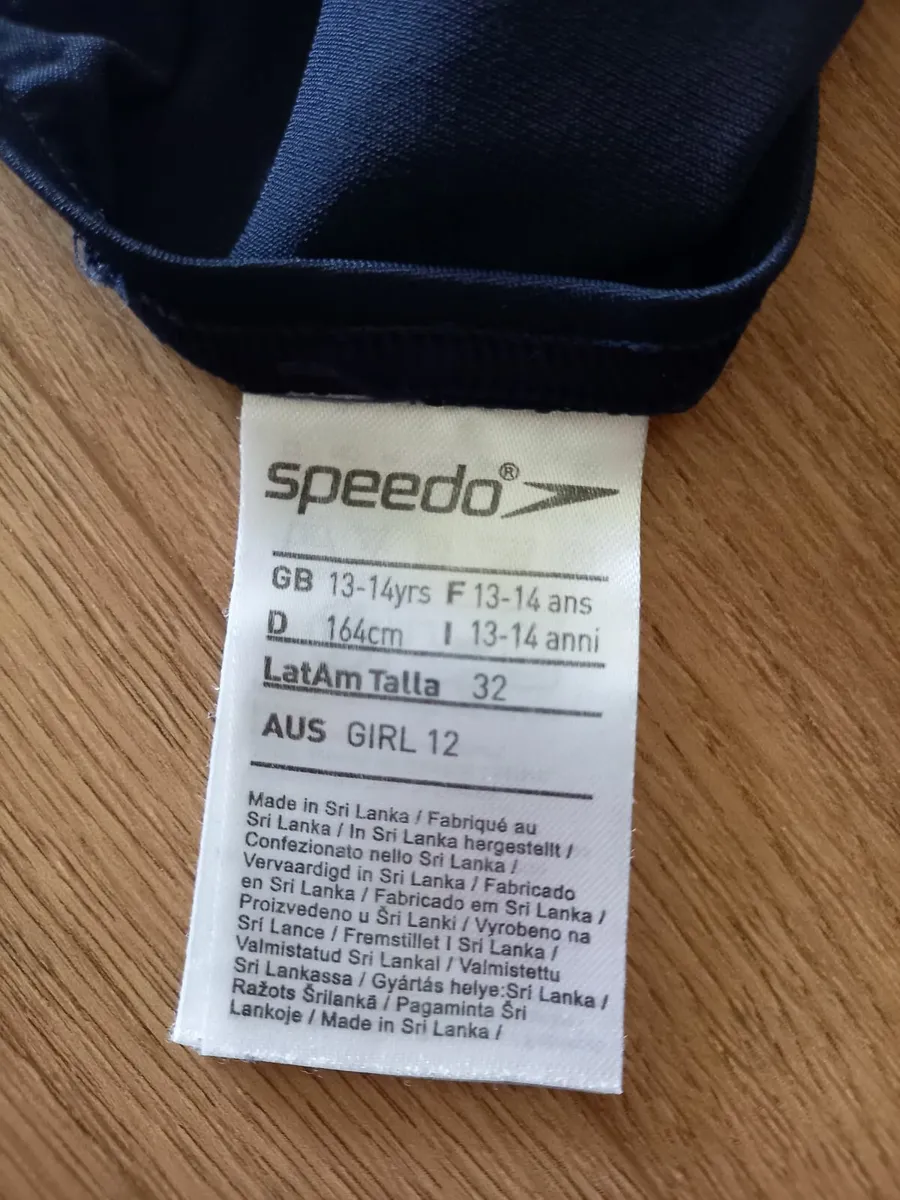 speedo®
GB 13-14yrs F 13-14 ans
D 164cm I 13-14 anni
LatAm Talla 32
AUS GIRL 12
Made in Sri Lanka / Fabriqué au
Sri Lanka / In Sri Lanka hergestellt /
Confezionato nello Sri Lanka /
Vervaardigd in Sri Lanka / Fabricado
en Sri Lanka / Fabricado em Sri Lanka /
Proizvedeno u Šri Lanki / Vyrobeno na
Srí Lance / Fremstillet I Sri Lanka /
Valmistatud Sri Lankal / Valmistettu
Sri Lankassa / Gyártás helye:Sri Lanka /
Ražots Šrilankā / Pagaminta Šri
Lankoje / Made in Sri Lanka /